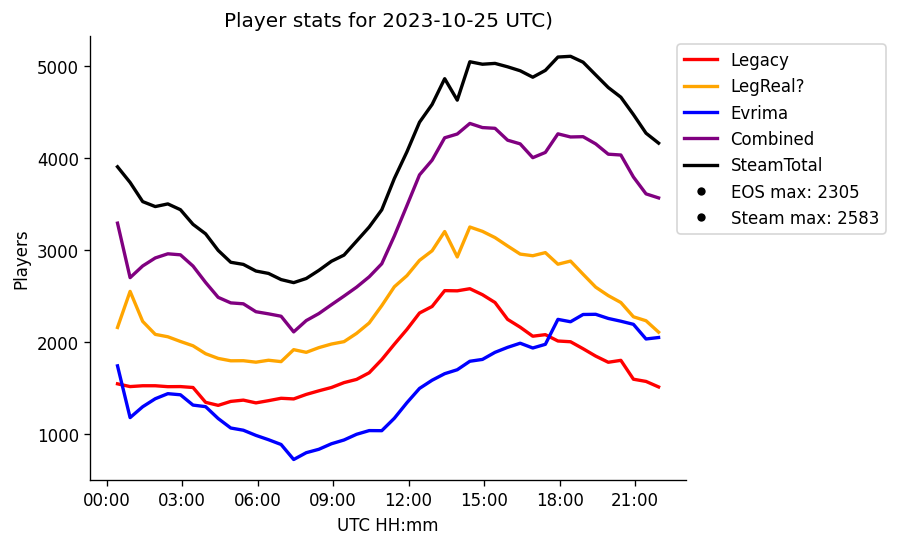 Player stats for 2023-10-25 UTC)
Legacy
LegReal?
Evrima
Combined
SteamTotal
EOS max: 2305
Steam max: 2583
5000
4000
3000
2000
1000
Players
00:00 03:00 06:00 09:00 12:00 15:00 18:00 21:00
UTC HH:mm